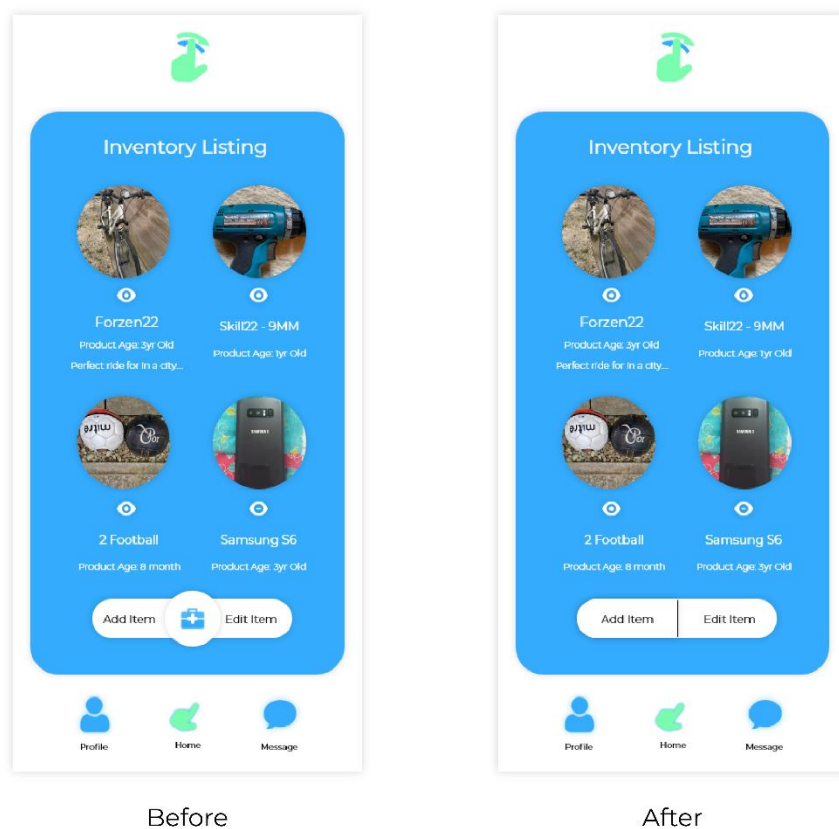 Inventory Listing
Forzen22
Skill22 - 9MM
Product Age: 3yr Old
Product Age: 1yr Old
Perfect ride for in a city...
mitre
SAMSUNG
2 Football
Samsung S6
Product Age: 8 month
Product Age: 3yr Old
Add Item
Edit Item
Profile
Home
Message
Before
Inventory Listing
Forzen22
Skill22 - 9MM
Product Age: 3yr Old
Product Age: 1yr Old
Perfect ride for in a city...
mitre
SAMSUNG
2 Football
Samsung S6
Product Age: 8 month
Product Age: 3yr Old
Add Item
Edit Item
Profile
Home
Message
After